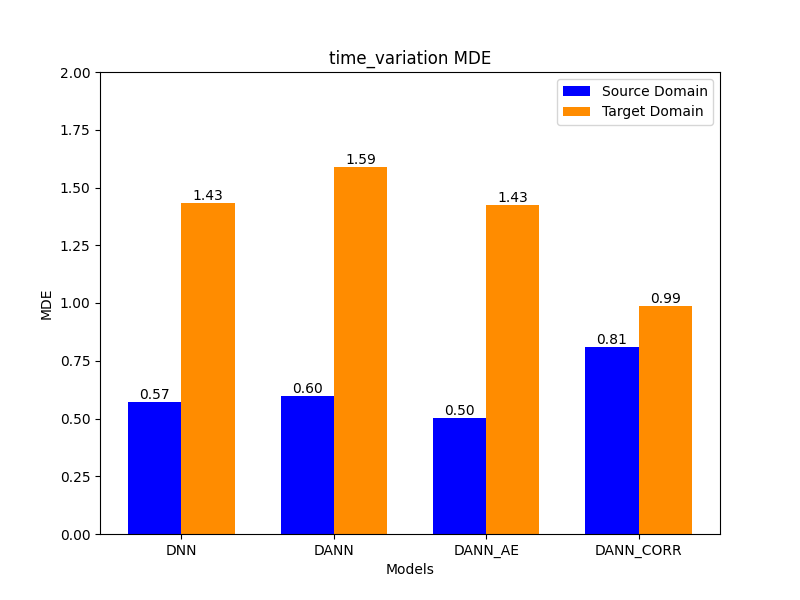 time_variation MDE
2.00
1.75
1.50
1.25
1.00
0.75
0.50
0.25
0.00
MDE
Source Domain
Target Domain
0.57
1.43
0.60
1.59
0.50
1.43
0.81
0.99
DNN
DANN
DANN_AE
DANN_CORR
Models